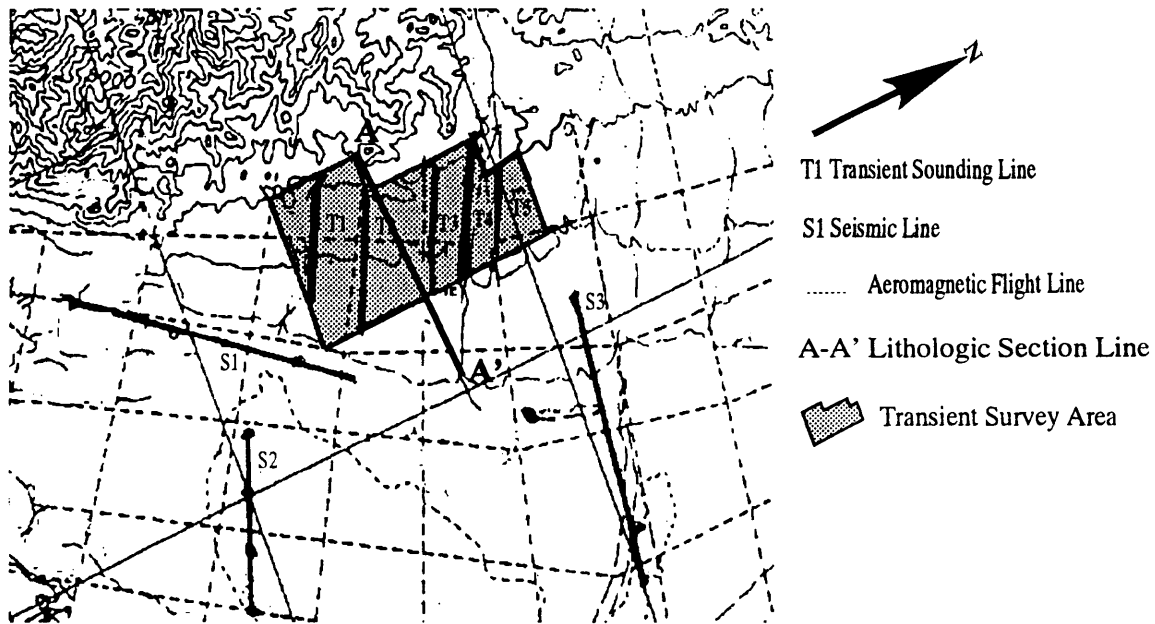 N
T1 Transient Sounding Line
S1 Seismic Line
Aeromagnetic Flight Line
A-A’ Lithologic Section Line
Transient Survey Area
A
T1
T3
T4
T5
S3
S1
A’
S2